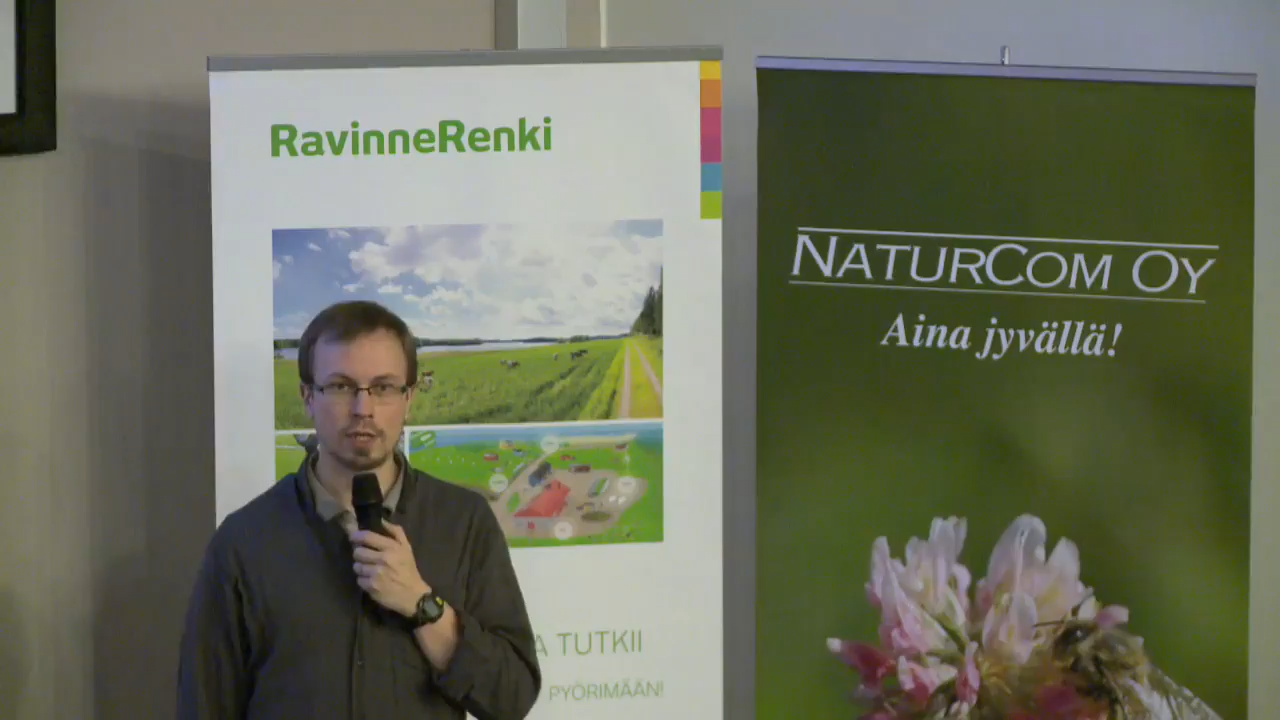 RavinneRenki
A TUTKII
PYÖRIMÄÄN!
NATURCOM OY
Aina jyvällä!